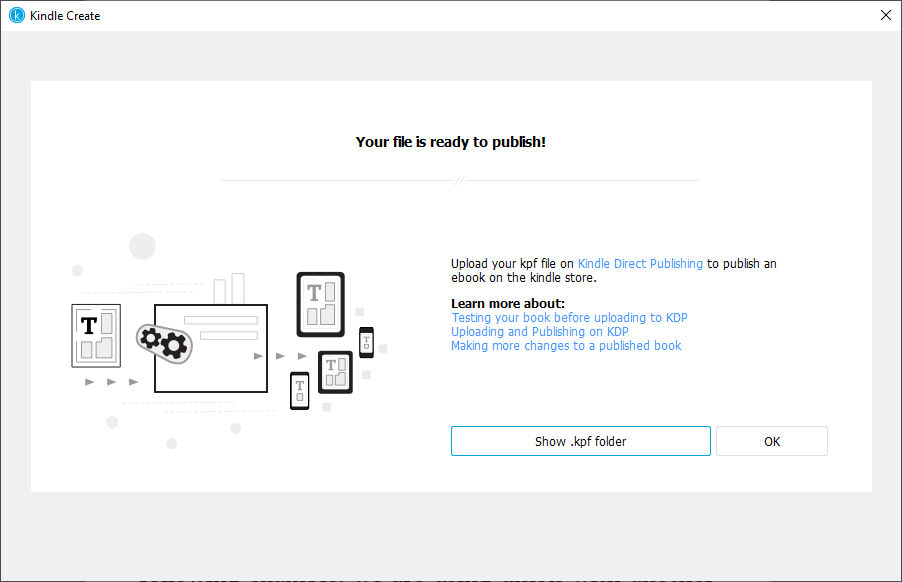 Kindle Create
Your file is ready to publish!
Upload your kpf file on Kindle Direct Publishing to publish an
ebook on the kindle store.
Learn more about:
Testing your book before uploading to KDP
Uploading and Publishing on KDP
Making more changes to a published book
T
T
T
T
T
Show .kpf folder
OK